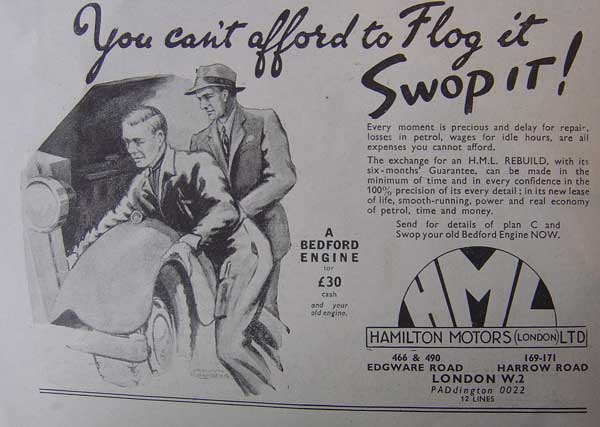 You can't afford to Flog it
SWOP IT!
Every moment is precious and delay for repair,
losses in petrol, wages for idle hours, are all
expenses you cannot afford.
The exchange for an H.M.L. REBUILD, with its
six-months' Guarantee, can be made in the
minimum of time and in every confidence in the
100% precision of its every detail; in its new lease
of life, smooth-running, power and real economy
of petrol, time and money.
Send for details of plan C and
Swop your old Bedford Engine NOW.
A
BEDFORD
ENGINE
for
£30
cash
and your
old engine.
HML
HAMILTON MOTORS (LONDON) LTD
466 & 490
EDGWARE ROAD
169-171
HARROW ROAD
LONDON W.2
PADdington 0022
12 LINES